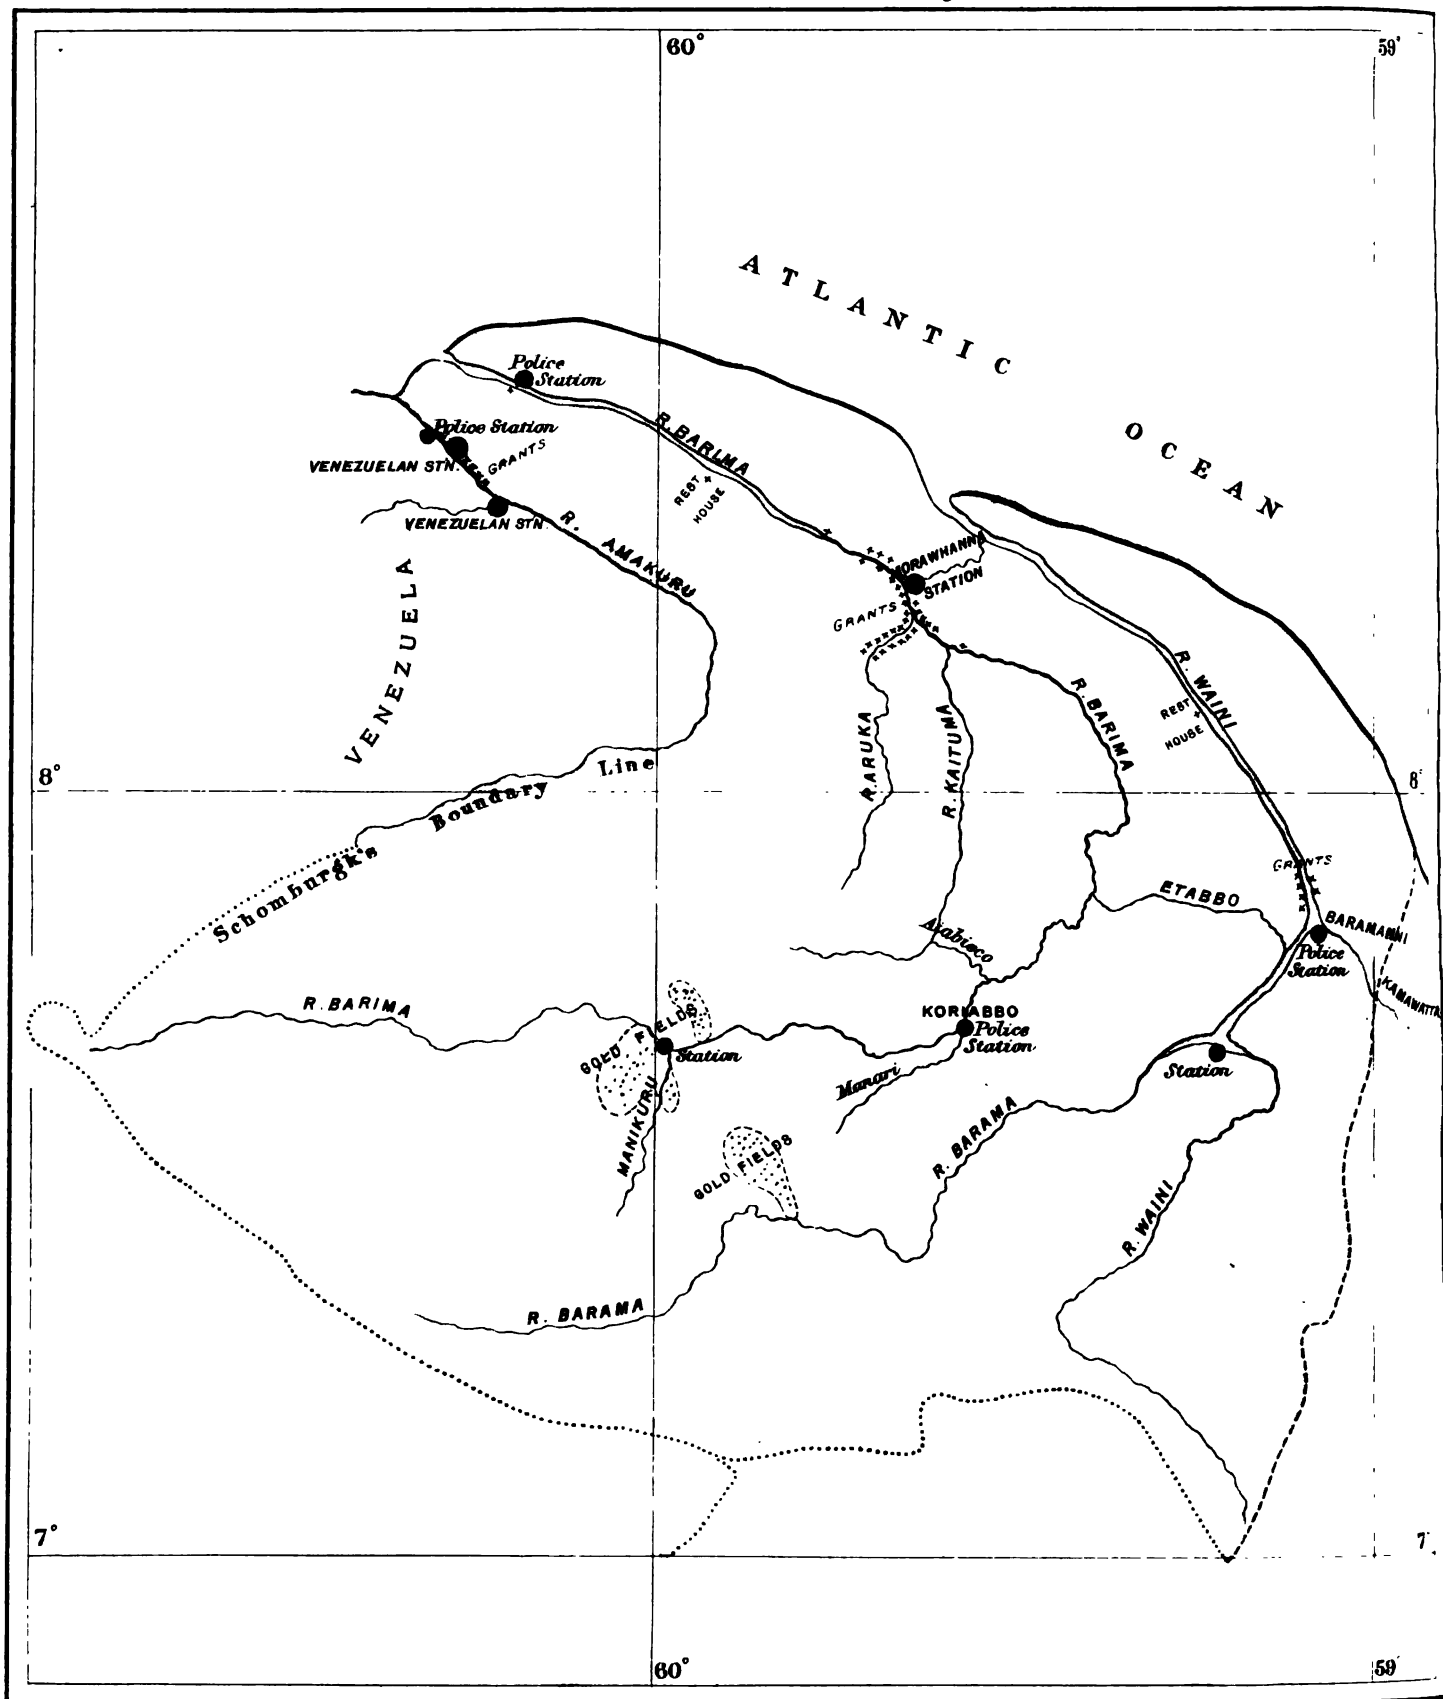 60°
59°
ATLANTIC
OCEAN
Police
Station
Police Station
GRANTS
VENEZUELAN STN.
VENEZUELAN STN.
R. BARIMA
REST
HOUSE
R. AMAKURU
MORAWHANNA
STATION
GRANTS
VENEZUELA
R. ARUKA
R. KAITUMA
R. BARIMA
R. WAINI
REST
HOUSE
8°
8°
Schomburgk's Boundary Line
GRANTS
ETABBO
BARAMANNI
Police
Station
Aiabisco
R. BARIMA
GOLD FIELDS
Station
KORIABBO
Police
Station
Manari
Station
MANIKURU
GOLD FIELDS
R. BARAMA
R. WAINI
R. BARAMA
7°
7°
60°
59°